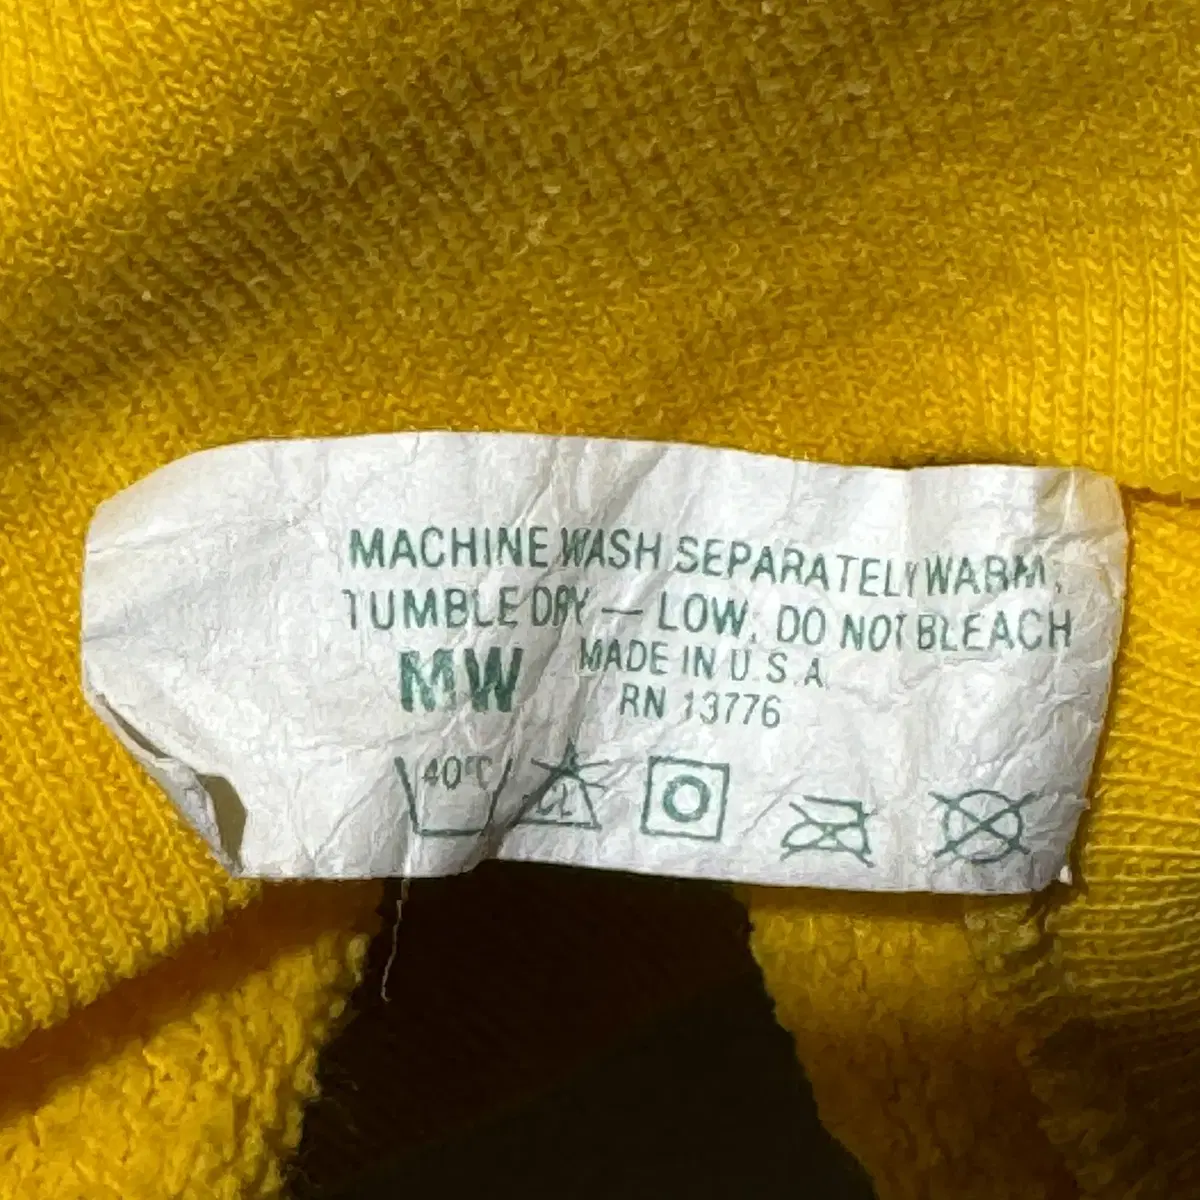 MACHINE WASH SEPARATELY WARM,
TUMBLE DRY — LOW, DO NOT BLEACH
MW
MADE IN U.S.A.
RN 13776
40°C
CL